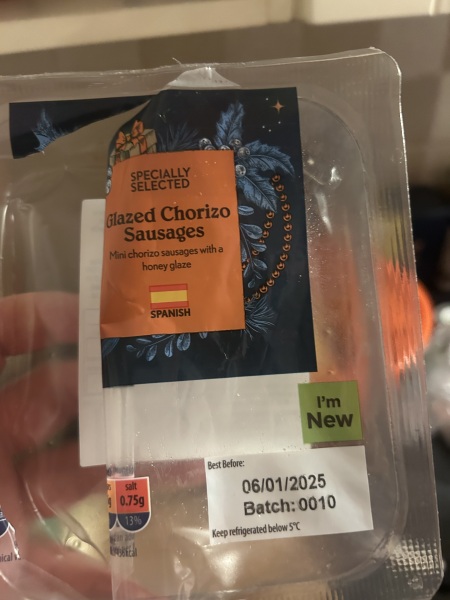 SPECIALLY
SELECTED
Glazed Chorizo
Sausages
Mini chorizo sausages with a
honey glaze
SPANISH
I'm
New
Best Before:
06/01/2025
Batch: 0010
Keep refrigerated below 5°C
salt
0.75g
13%